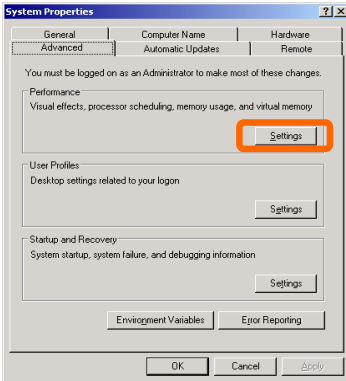 System Properties
General Computer Name Hardware
Advanced Automatic Updates Remote
You must be logged on as an Administrator to make most of these changes.
Performance
Visual effects, processor scheduling, memory usage, and virtual memory
Settings
User Profiles
Desktop settings related to your logon
Settings
Startup and Recovery
System startup, system failure, and debugging information
Settings
Environment Variables Error Reporting
OK Cancel Apply